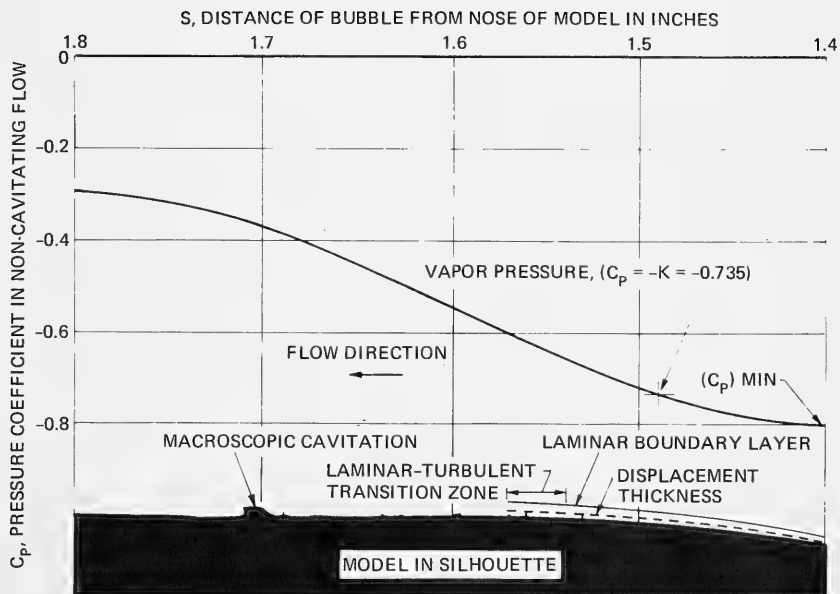 S, DISTANCE OF BUBBLE FROM NOSE OF MODEL IN INCHES
1.8 1.7 1.6 1.5 1.4
0
-0.2
-0.4
-0.6
-0.8
C_P, PRESSURE COEFFICIENT IN NON-CAVITATING FLOW
VAPOR PRESSURE, (C_P = -K = -0.735)
FLOW DIRECTION
(C_P) MIN
MACROSCOPIC CAVITATION
LAMINAR BOUNDARY LAYER
LAMINAR-TURBULENT
TRANSITION ZONE
DISPLACEMENT
THICKNESS
MODEL IN SILHOUETTE